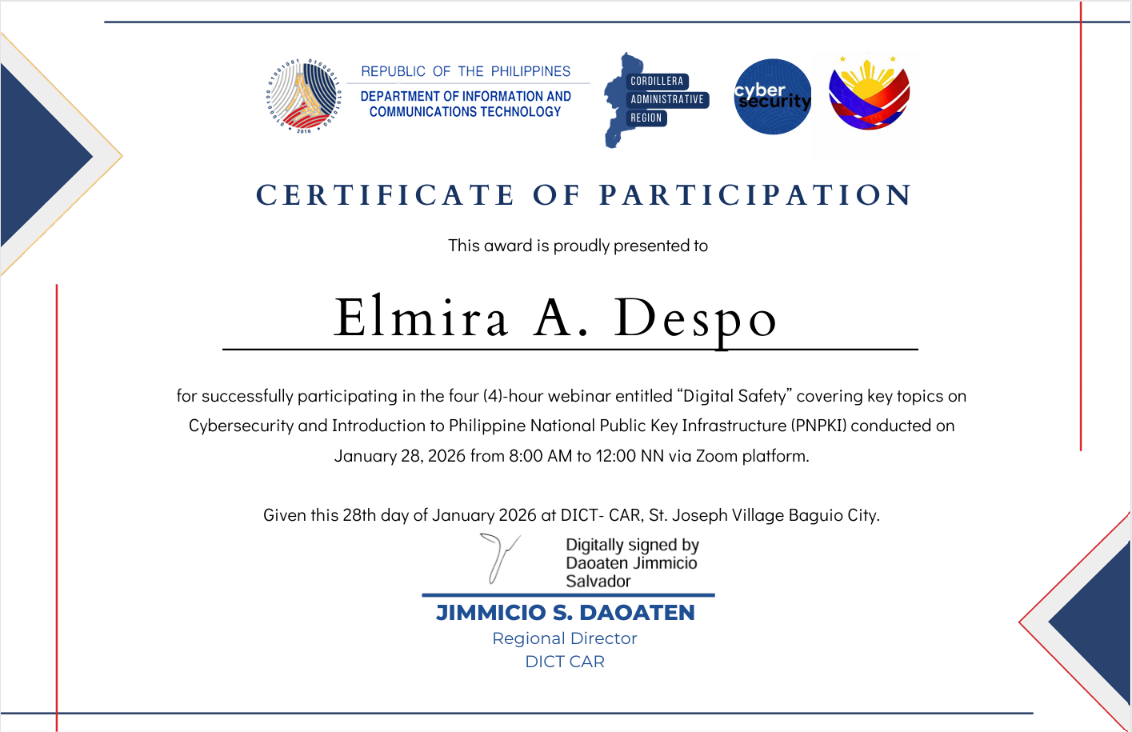 REPUBLIC OF THE PHILIPPINES
DEPARTMENT OF INFORMATION AND
COMMUNICATIONS TECHNOLOGY
2016
CORDILLERA
ADMINISTRATIVE
REGION
cyber
security
CERTIFICATE OF PARTICIPATION
This award is proudly presented to
Elmira A. Despo
for successfully participating in the four (4)-hour webinar entitled “Digital Safety” covering key topics on
Cybersecurity and Introduction to Philippine National Public Key Infrastructure (PNPKI) conducted on
January 28, 2026 from 8:00 AM to 12:00 NN via Zoom platform.
Given this 28th day of January 2026 at DICT- CAR, St. Joseph Village Baguio City.
Digitally signed by
Daoaten Jimmicio
Salvador
JIMMICIO S. DAOATEN
Regional Director
DICT CAR